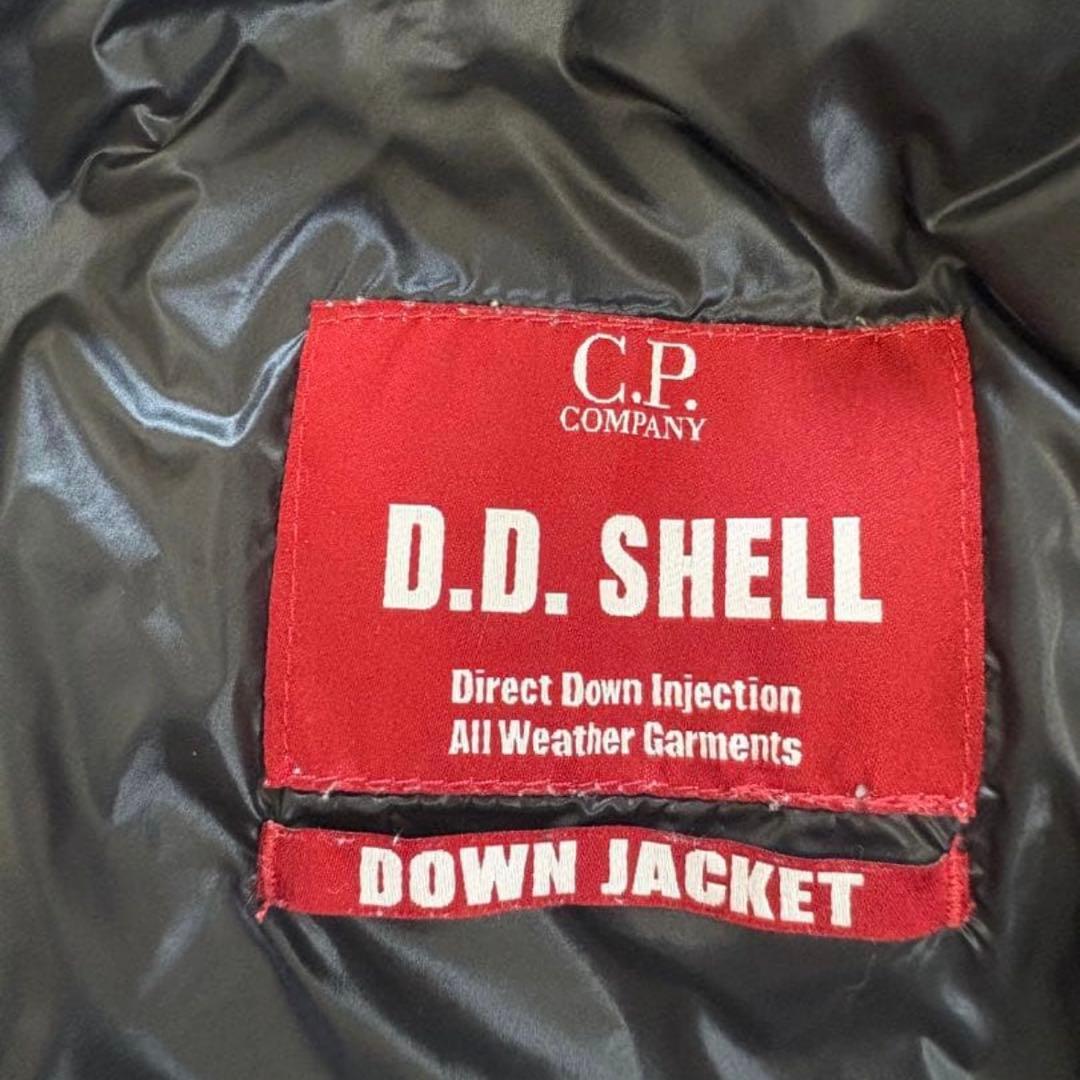 C.P.
COMPANY
D.D. SHELL
Direct Down Injection
All Weather Garments
DOWN JACKET